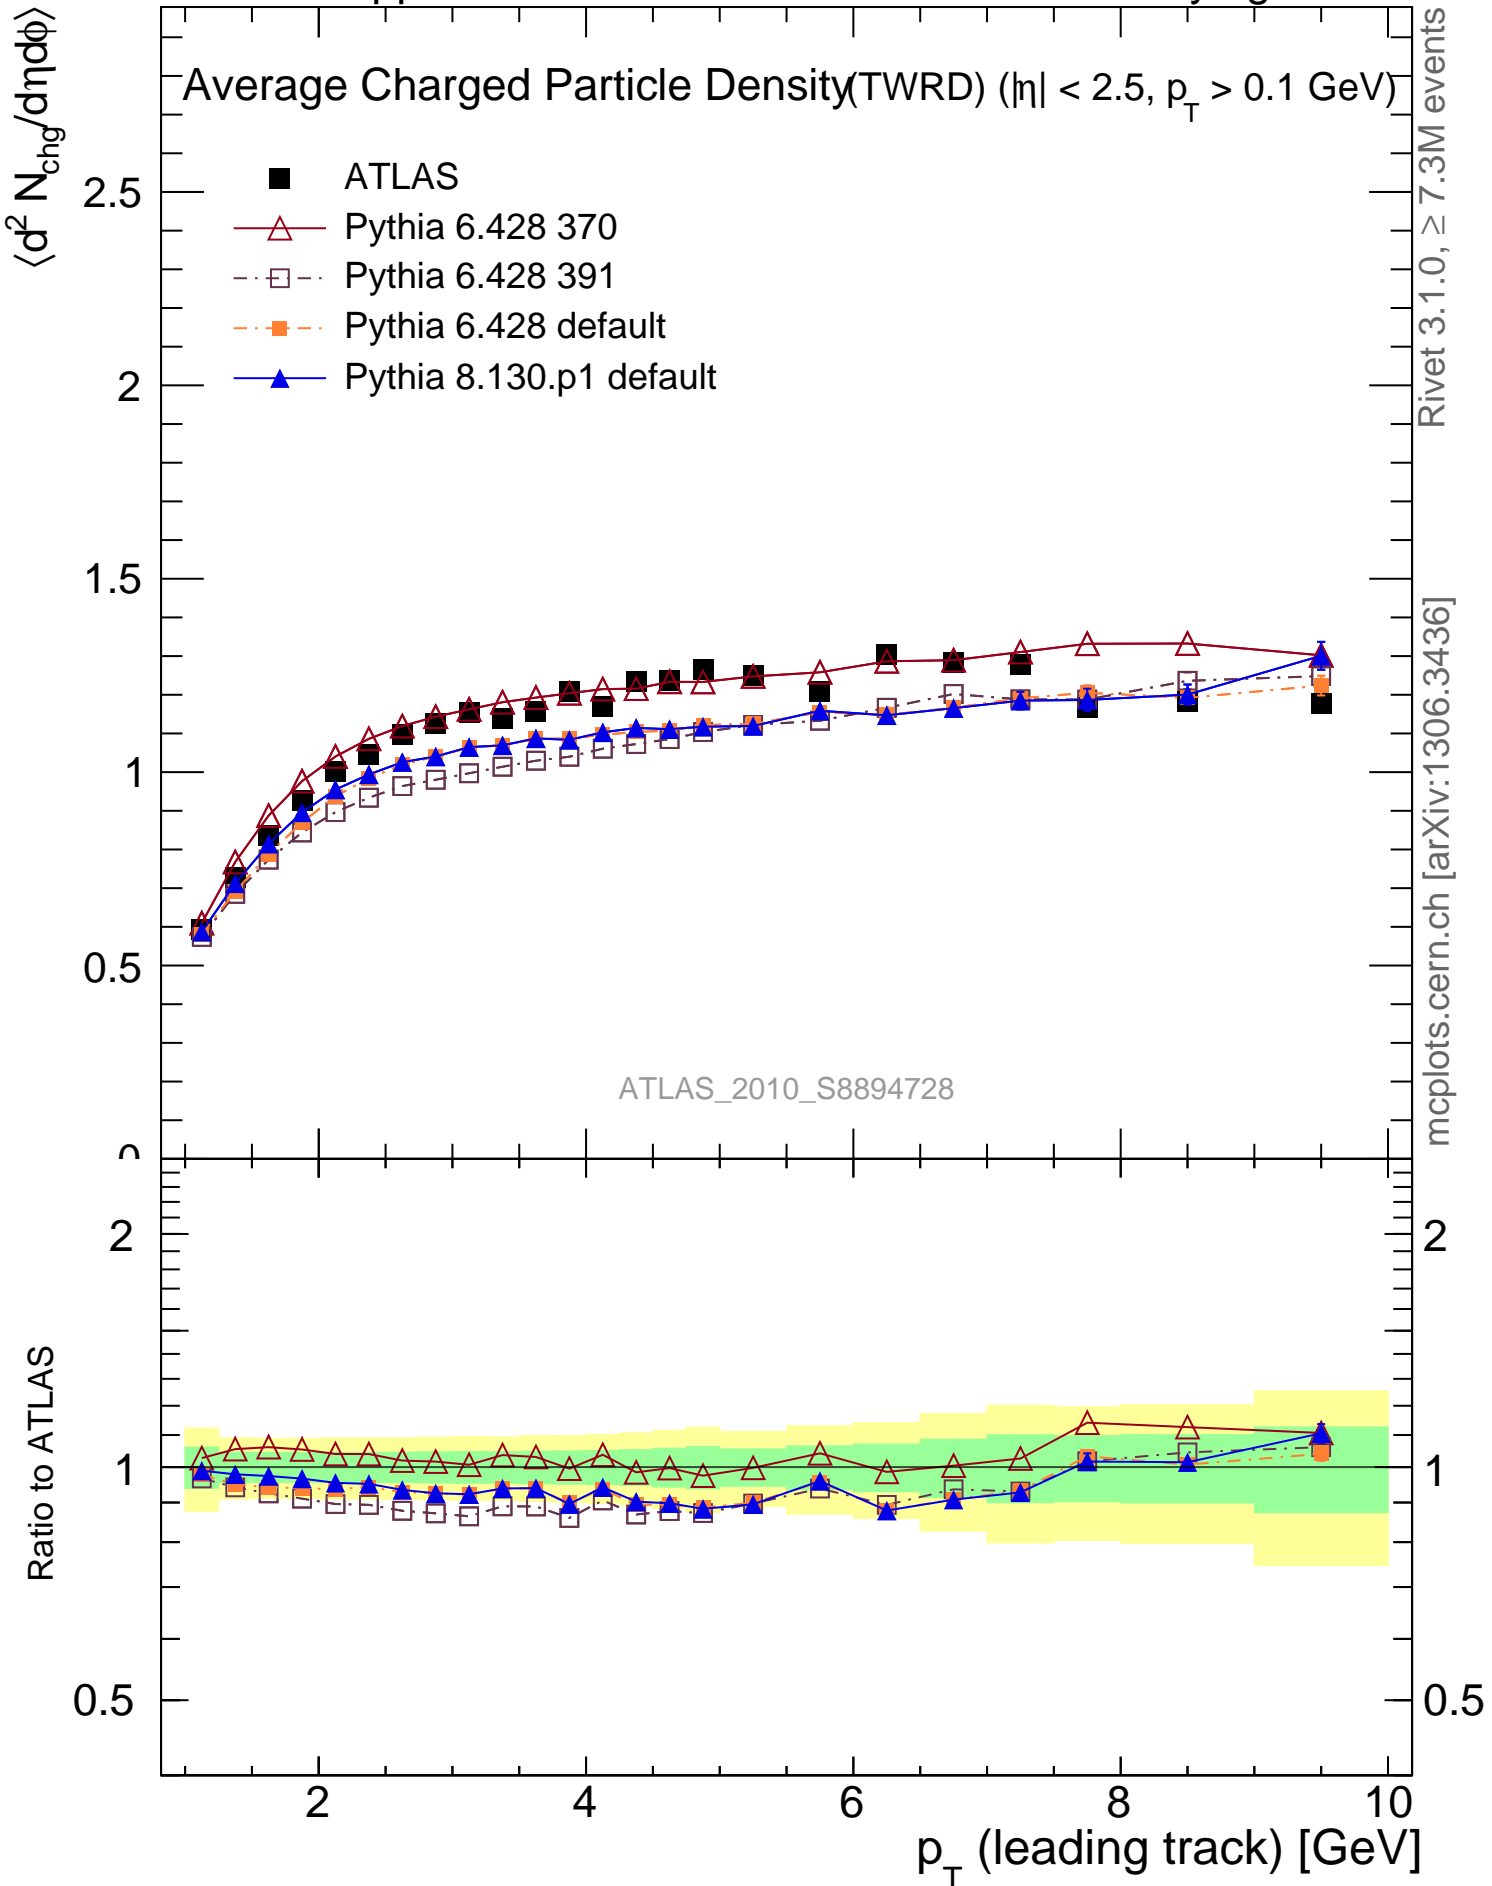 Average Charged Particle Density(TWRD) (|η| < 2.5, p_T > 0.1 GeV)
⟨d² N_chg/dηdϕ⟩
ATLAS
Pythia 6.428 370
Pythia 6.428 391
Pythia 6.428 default
Pythia 8.130.p1 default
2.5
2
1.5
1
0.5
0
ATLAS_2010_S8894728
Rivet 3.1.0, ≥ 7.3M events
mcplots.cern.ch [arXiv:1306.3436]
Ratio to ATLAS
2
1
0.5
2
1
0.5
2 4 6 8 10
p_T (leading track) [GeV]